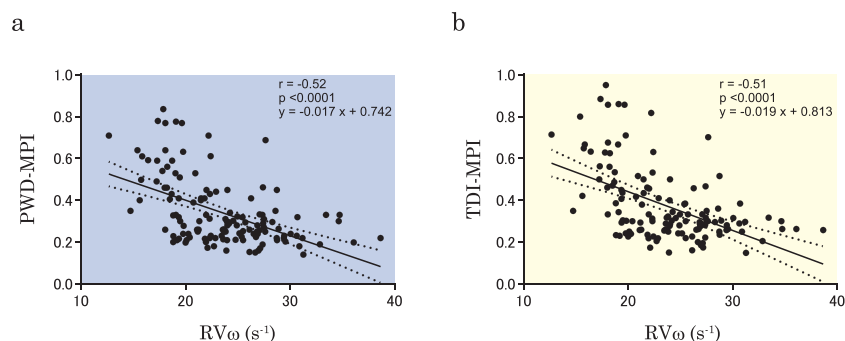 a
b
r = -0.52
p <0.0001
y = -0.017 x + 0.742
PWD-MPI
1.0
0.8
0.6
0.4
0.2
0.0
10
20
30
40
RVω (s⁻¹)
r = -0.51
p <0.0001
y = -0.019 x + 0.813
TDI-MPI
1.0
0.8
0.6
0.4
0.2
0.0
10
20
30
40
RVω (s⁻¹)